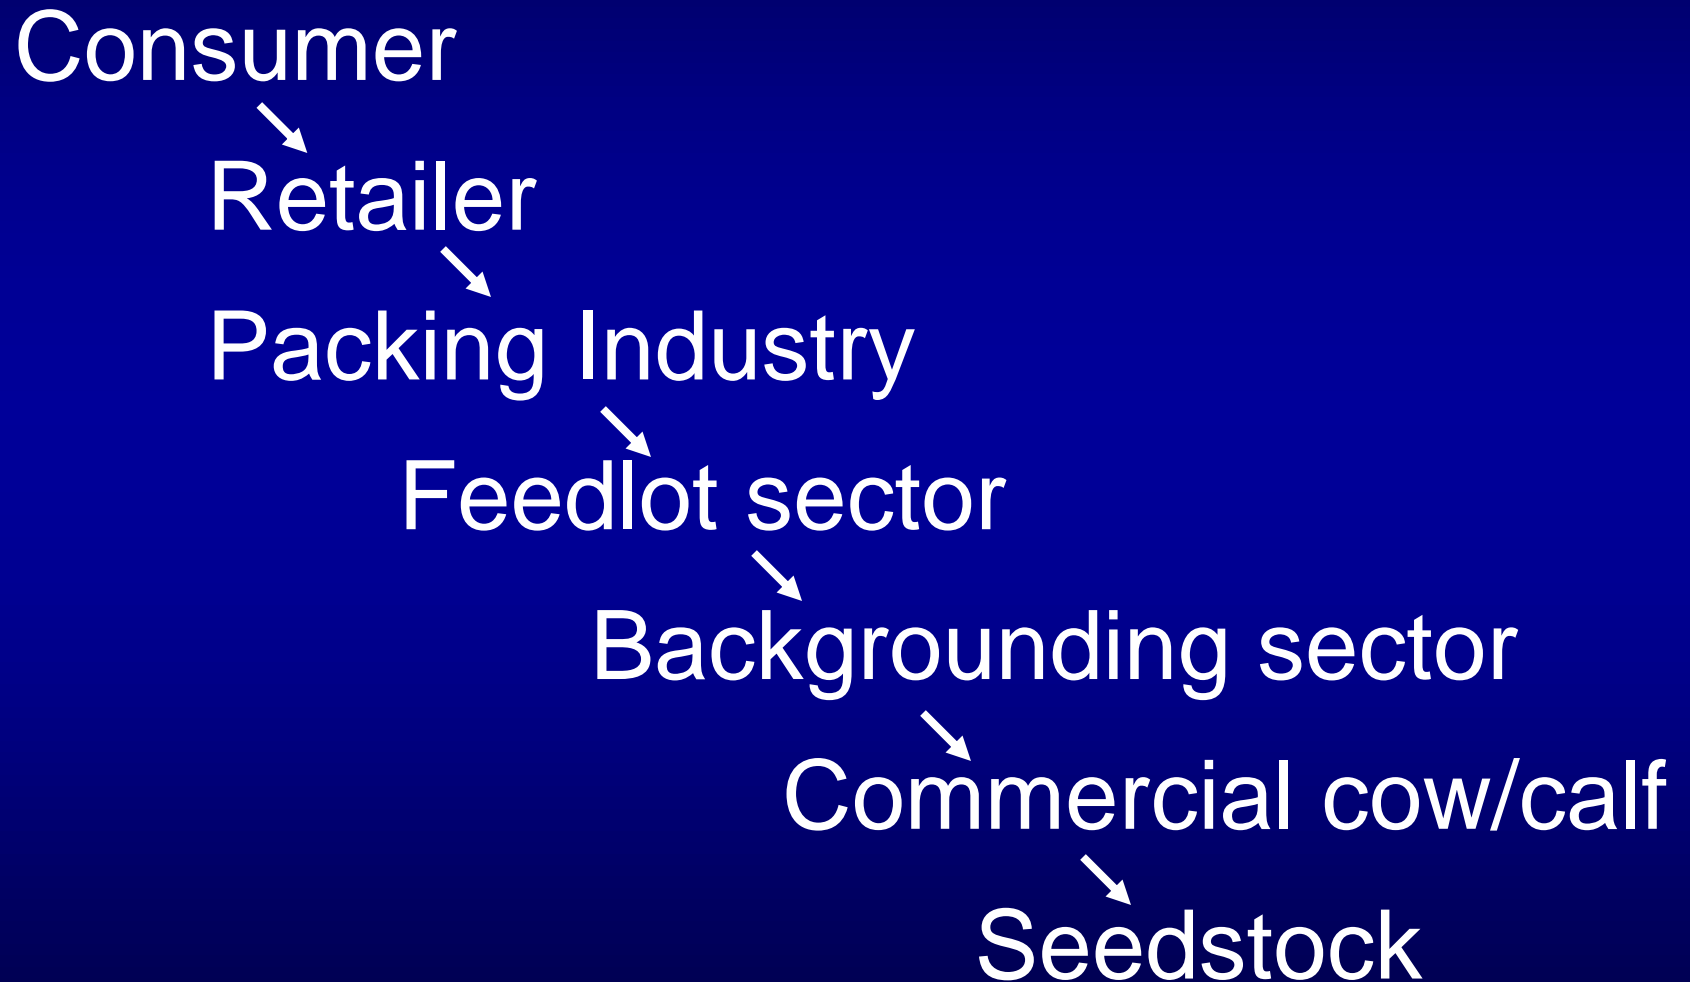 Consumer
Retailer
Packing Industry
Feedlot sector
Backgrounding sector
Commercial cow/calf
Seedstock